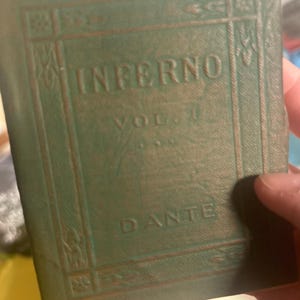 INFERNO
VOL. I
DANTE